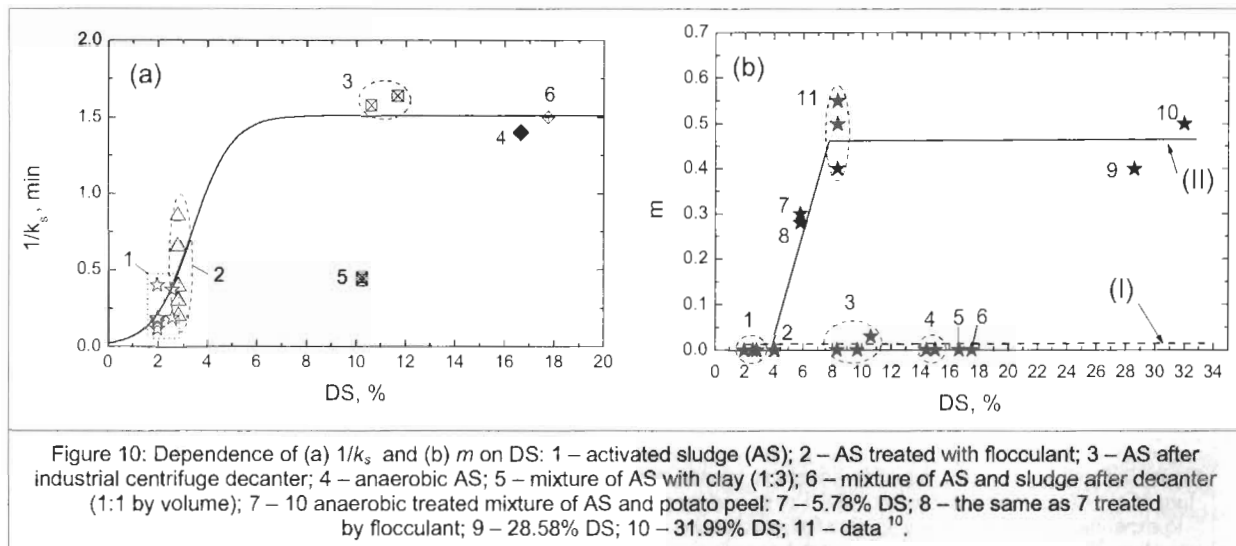 (a)
2.0
1.5
1.0
0.5
0.0
1/ks, min
0 2 4 6 8 10 12 14 16 18 20
DS, %
1
2
3
4
5
6
(b)
0.7
0.6
0.5
0.4
0.3
0.2
0.1
0.0
m
0 2 4 6 8 10 12 14 16 18 20 22 24 26 28 30 32 34
DS, %
11
10
9
(II)
7
8
(I)
1
2
3
4
5
6
Figure 10: Dependence of (a) 1/ks and (b) m on DS: 1 – activated sludge (AS); 2 – AS treated with flocculant; 3 – AS after
industrial centrifuge decanter; 4 – anaerobic AS; 5 – mixture of AS with clay (1:3); 6 – mixture of AS and sludge after decanter
(1:1 by volume); 7 – 10 anaerobic treated mixture of AS and potato peel: 7 – 5.78% DS; 8 – the same as 7 treated
by flocculant; 9 – 28.58% DS; 10 – 31.99% DS; 11 – data 10.